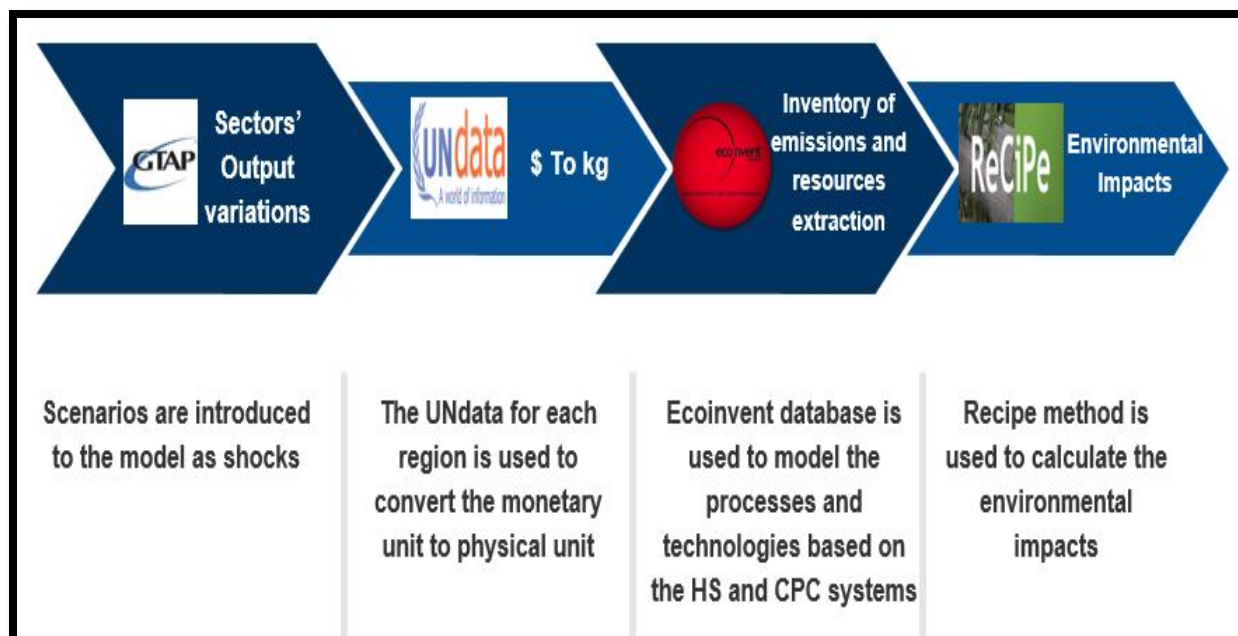 GTAP
Sectors'
Output
variations
UNdata
A world of information
$ To kg
ecoinvent
Inventory of
emissions and
resources
extraction
ReCiPe
Environmental
Impacts
Scenarios are introduced
to the model as shocks
The UNdata for each
region is used to
convert the monetary
unit to physical unit
Ecoinvent database is
used to model the
processes and
technologies based on
the HS and CPC systems
Recipe method is
used to calculate the
environmental
impacts